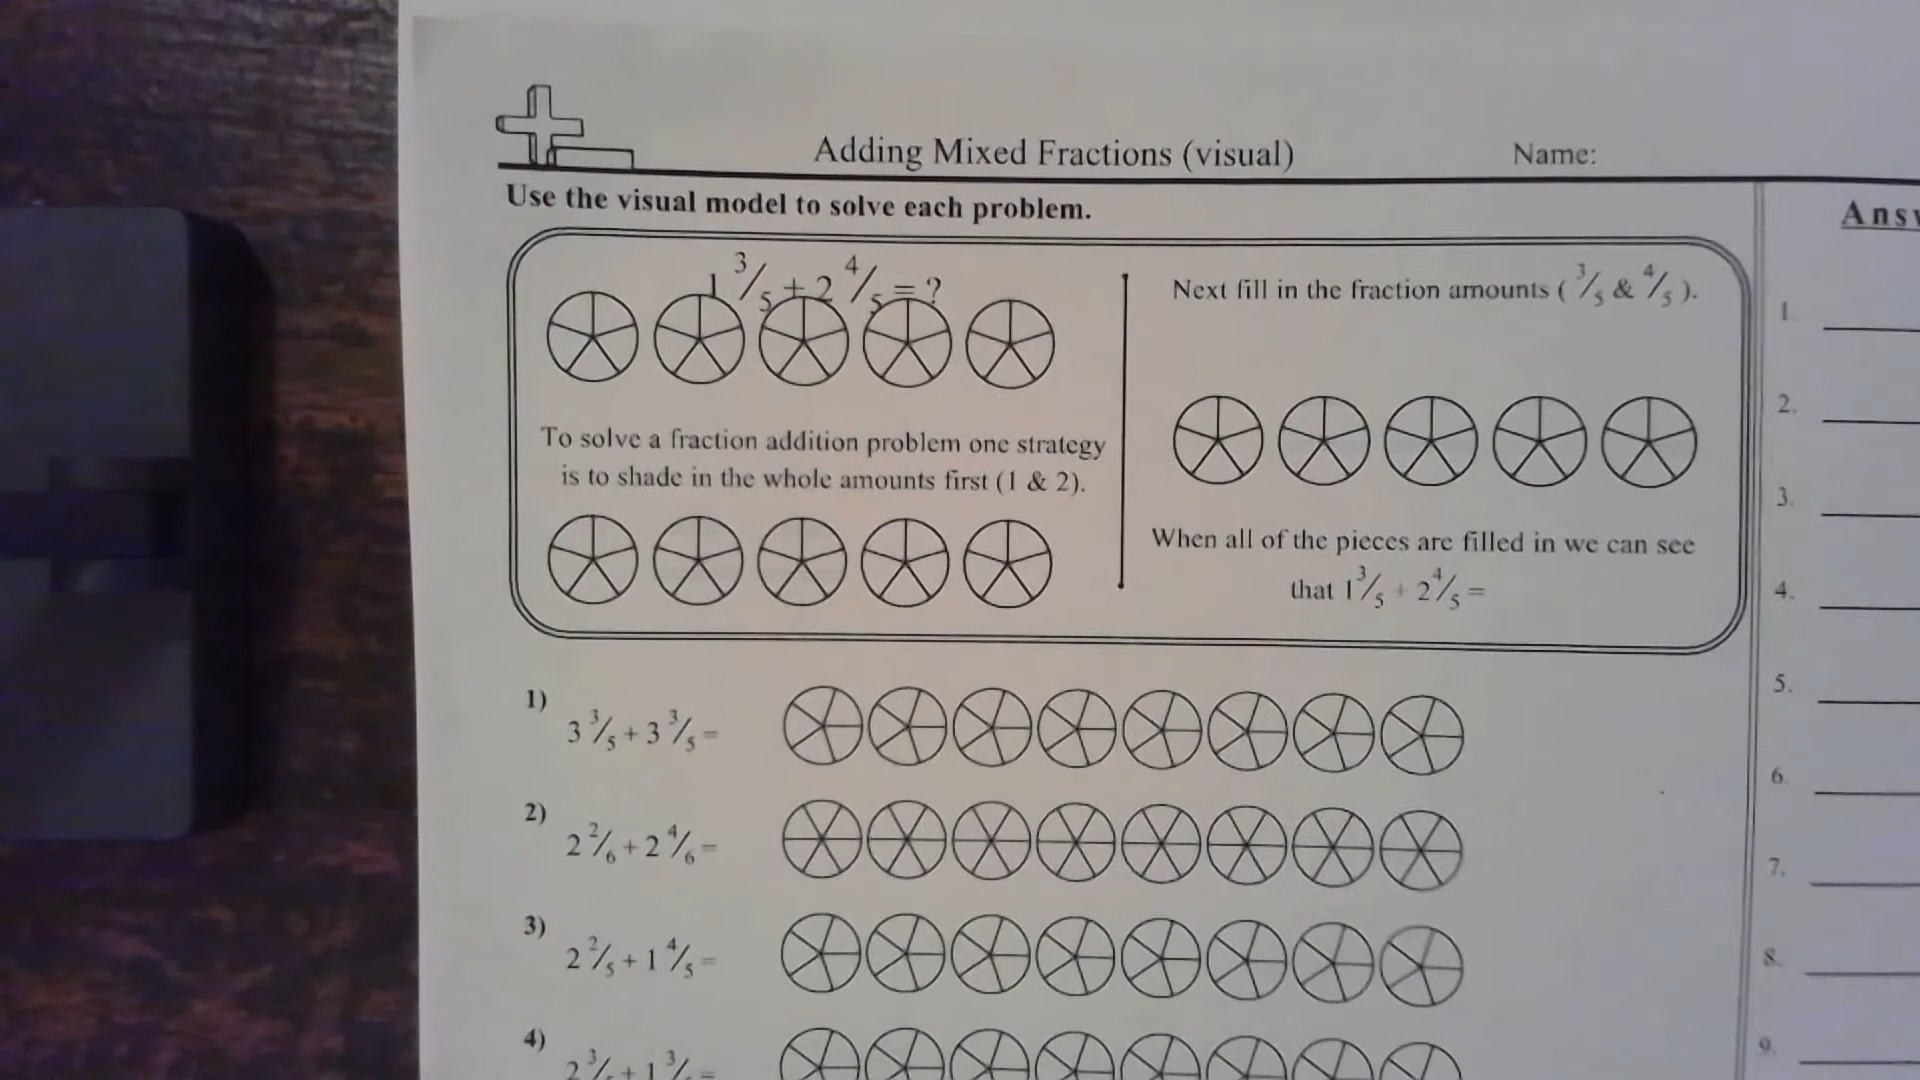 Adding Mixed Fractions (visual)
Name:
Use the visual model to solve each problem.
Answ
1 3/5 + 2 4/5 = ?
To solve a fraction addition problem one strategy
is to shade in the whole amounts first (1 & 2).
Next fill in the fraction amounts ( 3/5 & 4/5 ).
When all of the pieces are filled in we can see
that 1 3/5 + 2 4/5 =
1) 3 3/5 + 3 3/5 =
2) 2 2/6 + 2 4/6 =
3) 2 2/5 + 1 4/5 =
4)
1.
2.
3.
4.
5.
6.
7.
8.
9.